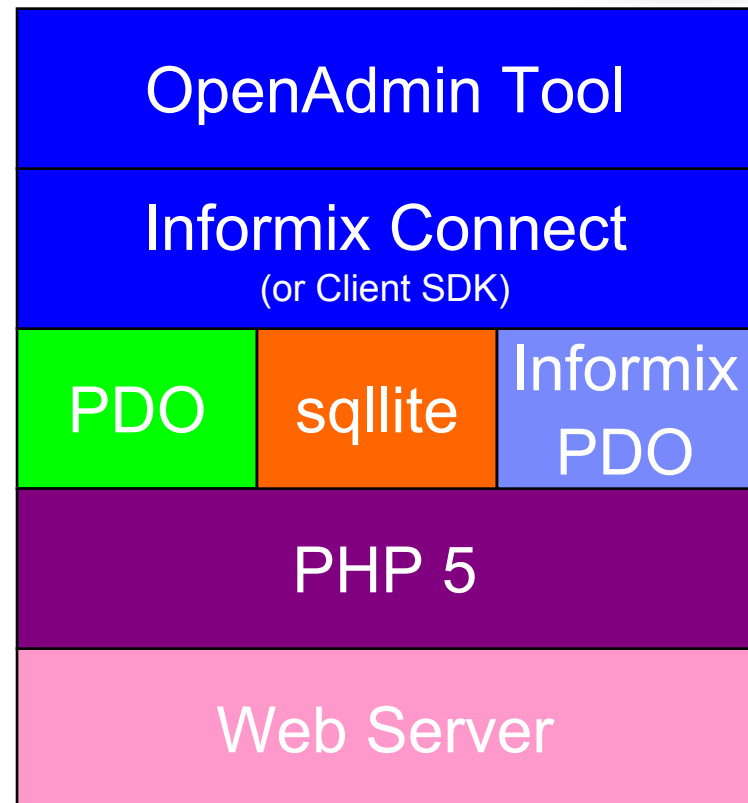 OpenAdmin Tool
Informix Connect
(or Client SDK)
PDO
sqllite
Informix
PDO
PHP 5
Web Server